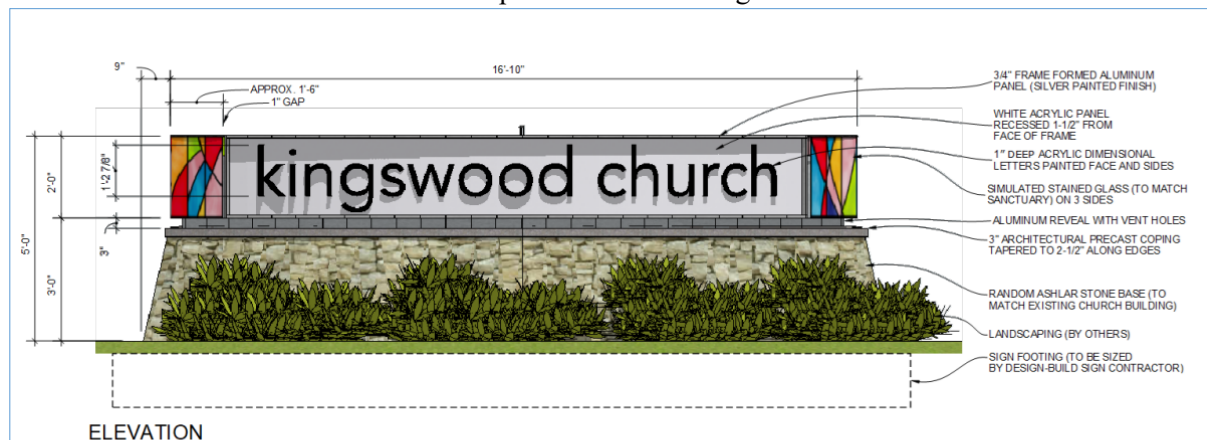 9"
16'-10"
APPROX. 1'-6"
1" GAP
3/4" FRAME FORMED ALUMINUM
PANEL (SILVER PAINTED FINISH)
WHITE ACRYLIC PANEL
RECESSED 1-1/2" FROM
FACE OF FRAME
1" DEEP ACRYLIC DIMENSIONAL
LETTERS PAINTED FACE AND SIDES
SIMULATED STAINED GLASS (TO MATCH
SANCTUARY) ON 3 SIDES
ALUMINUM REVEAL WITH VENT HOLES
3" ARCHITECTURAL PRECAST COPING
TAPERED TO 2-1/2" ALONG EDGES
RANDOM ASHLAR STONE BASE (TO
MATCH EXISTING CHURCH BUILDING)
LANDSCAPING (BY OTHERS)
SIGN FOOTING (TO BE SIZED
BY DESIGN-BUILD SIGN CONTRACTOR)
kingswood church
5'-0"
2'-0"
3'-0"
1'-2 7/8"
3"
ELEVATION